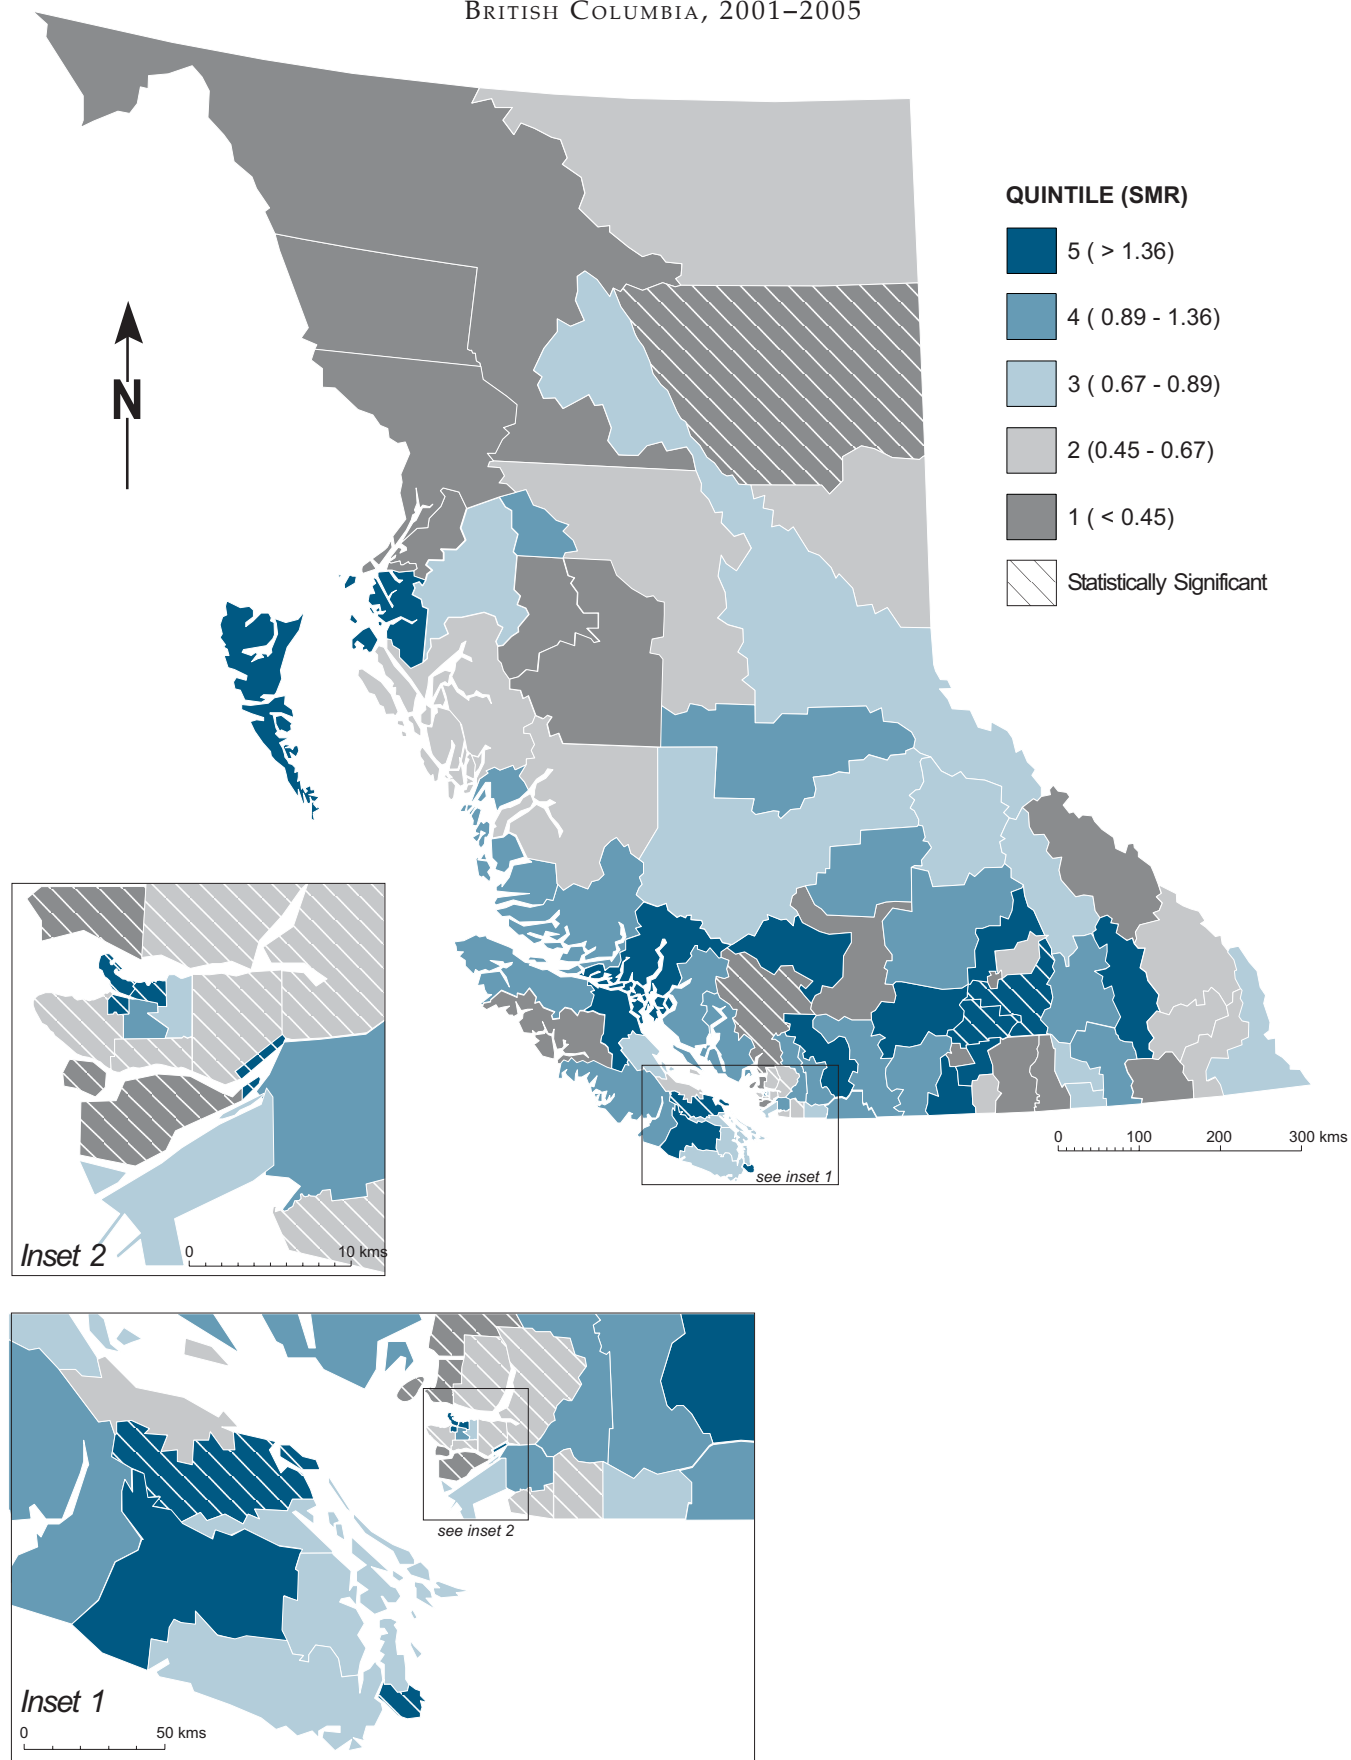 BRITISH COLUMBIA, 2001–2005
QUINTILE (SMR)
5 ( > 1.36)
4 ( 0.89 - 1.36)
3 ( 0.67 - 0.89)
2 (0.45 - 0.67)
1 ( < 0.45)
Statistically Significant
N
0 100 200 300 kms
see inset 1
Inset 2
0 10 kms
see inset 2
Inset 1
0 50 kms